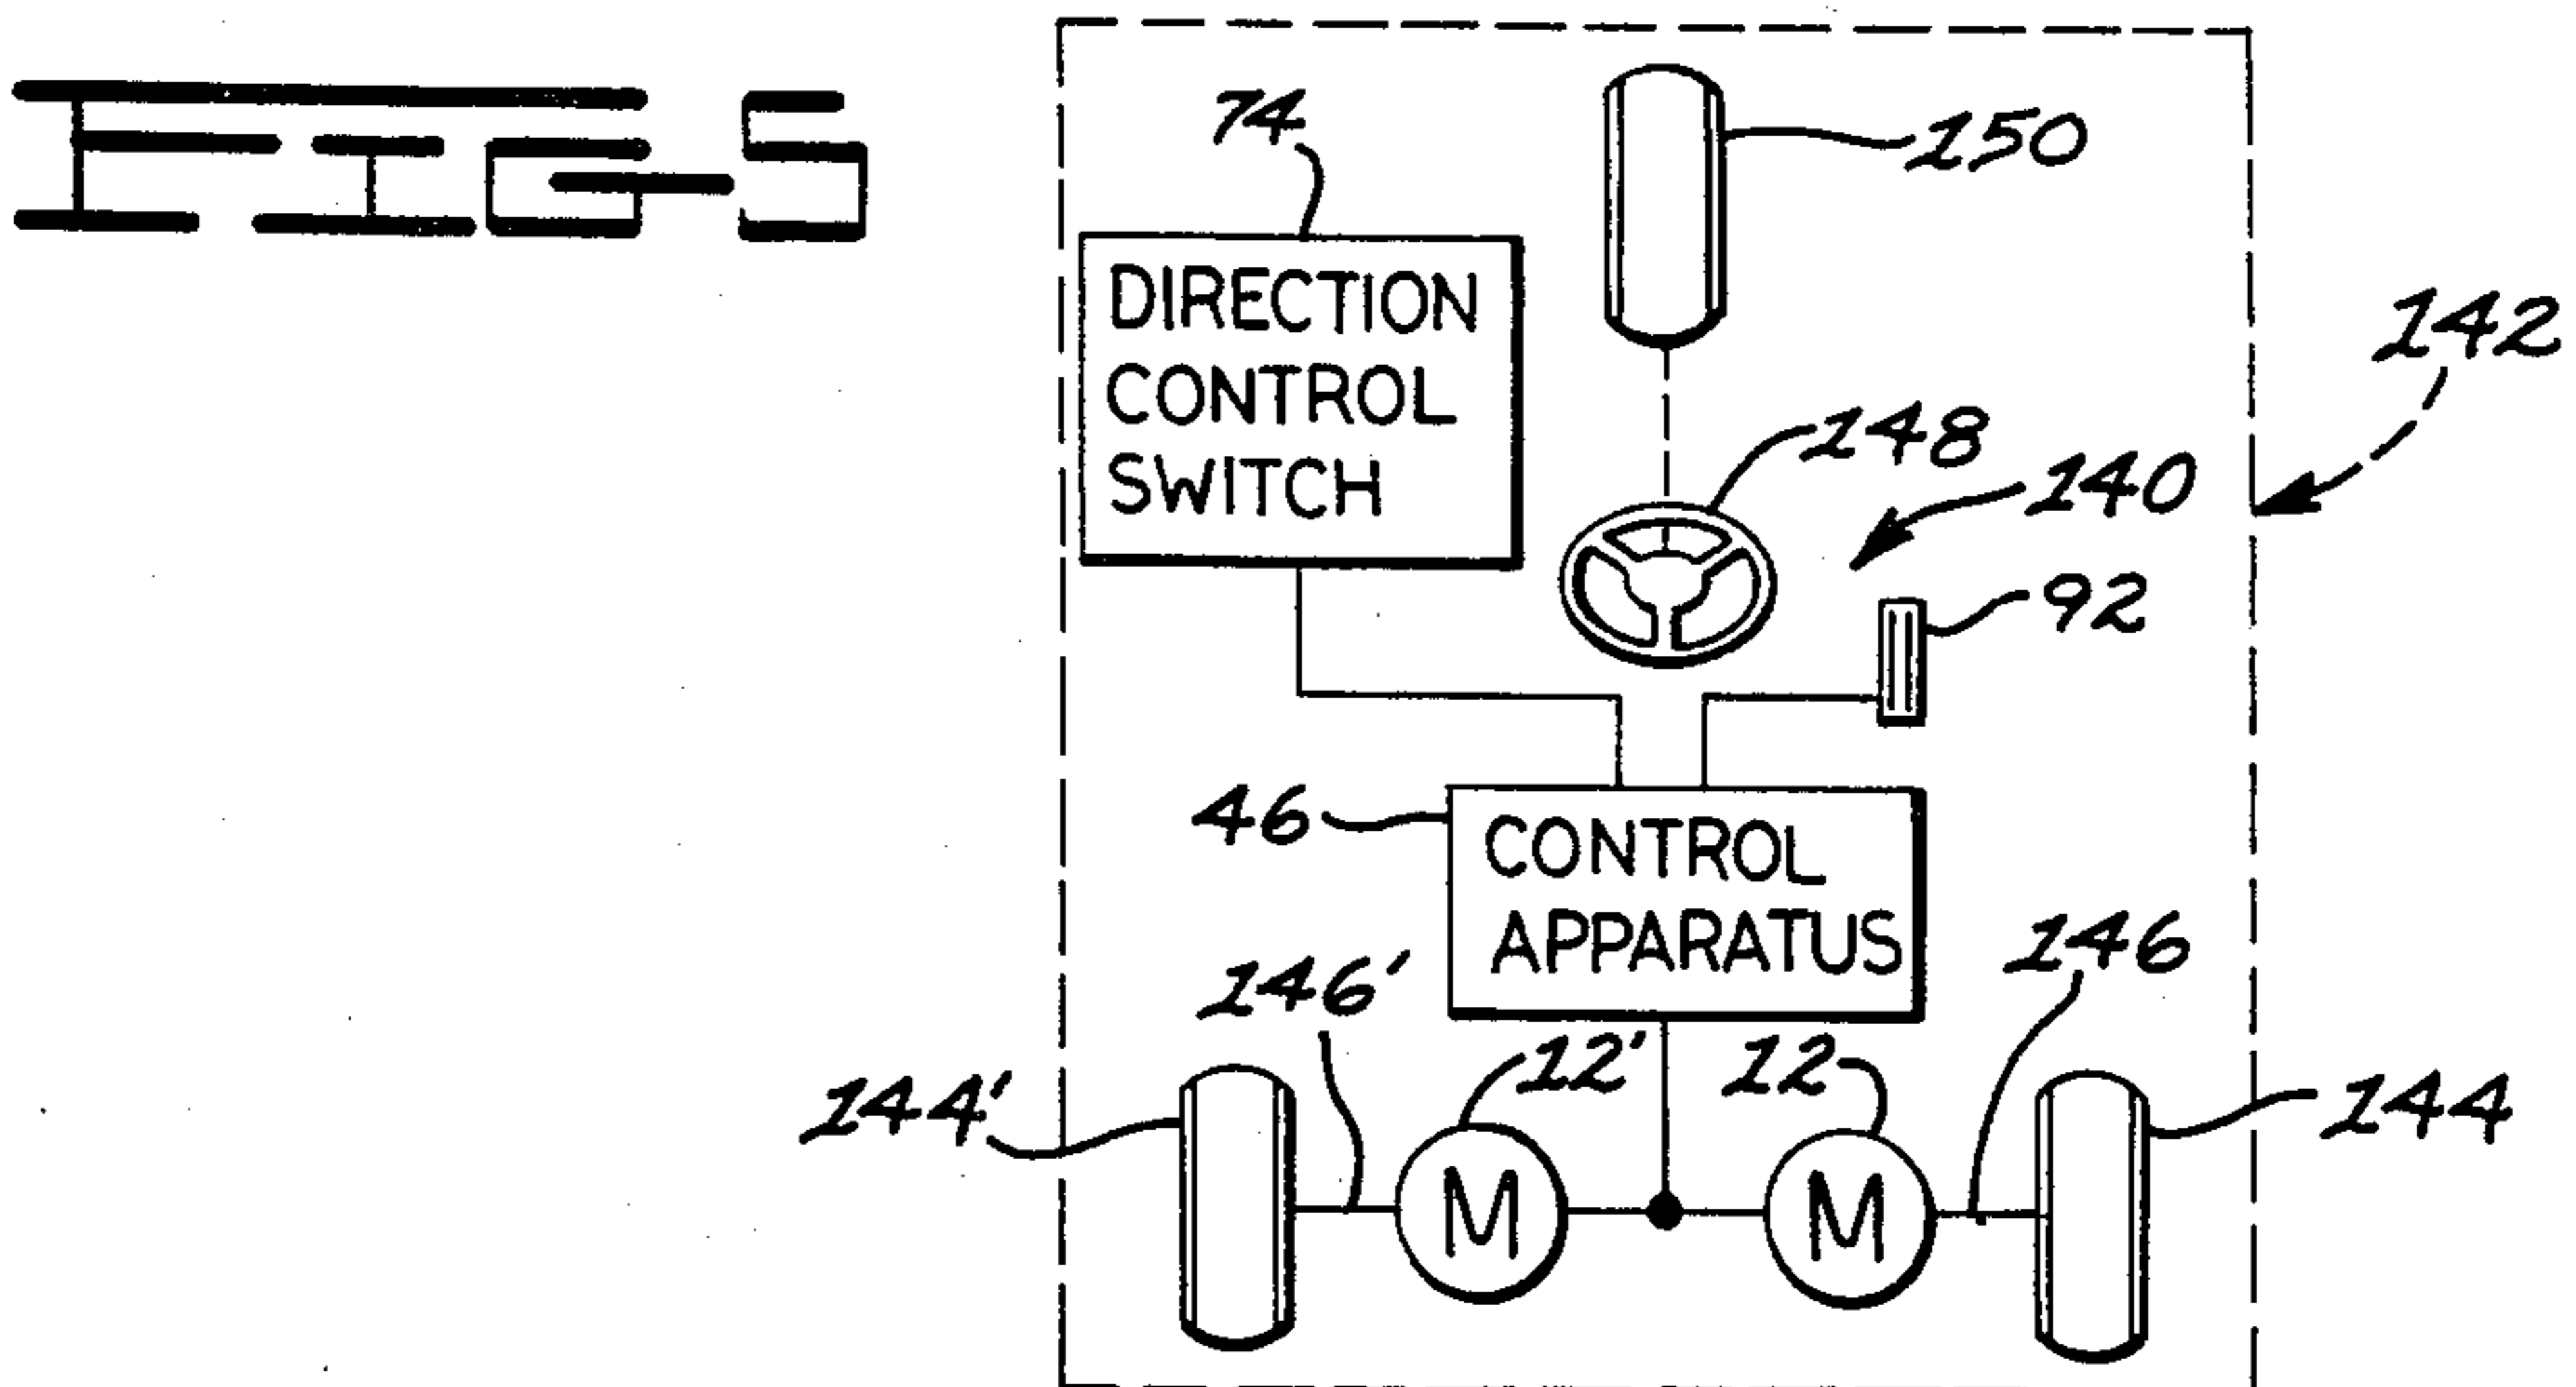 FIG-5
74
150
DIRECTION
CONTROL
SWITCH
142
148
140
92
46
CONTROL
APPARATUS
146'
146
12'
12
144'
144
M
M